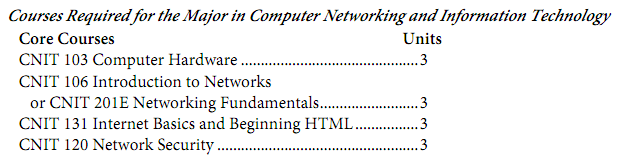 Courses Required for the Major in Computer Networking and Information Technology
Core Courses Units
CNIT 103 Computer Hardware ............................................3
CNIT 106 Introduction to Networks
or CNIT 201E Networking Fundamentals........................3
CNIT 131 Internet Basics and Beginning HTML ...............3
CNIT 120 Network Security .................................................3